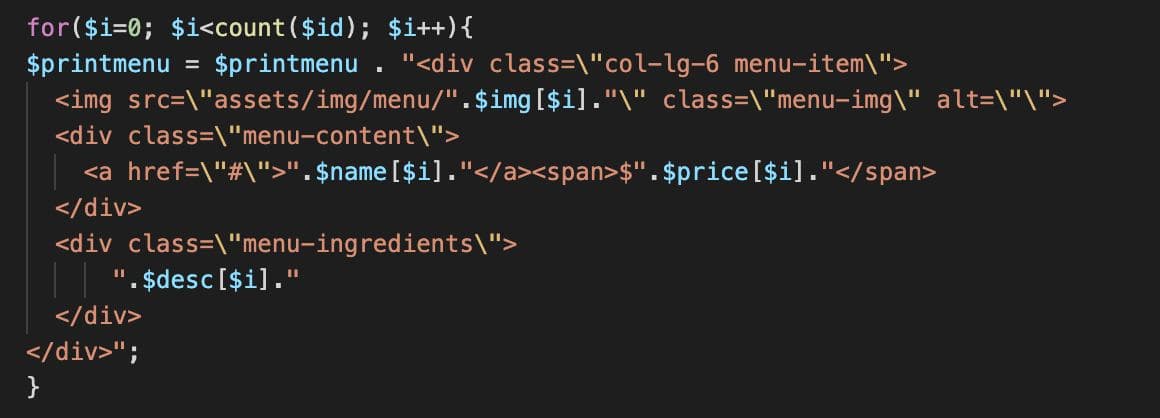 for($i=0; $i<count($id); $i++){
$printmenu = $printmenu . "<div class=\"col-lg-6 menu-item\">
<img src=\"assets/img/menu/".$img[$i]."\" class=\"menu-img\" alt=\"\">
<div class=\"menu-content\">
<a href=\"#\">".$name[$i]."</a><span>$".$price[$i]."</span>
</div>
<div class=\"menu-ingredients\">
".$desc[$i]."
</div>
</div>";
}